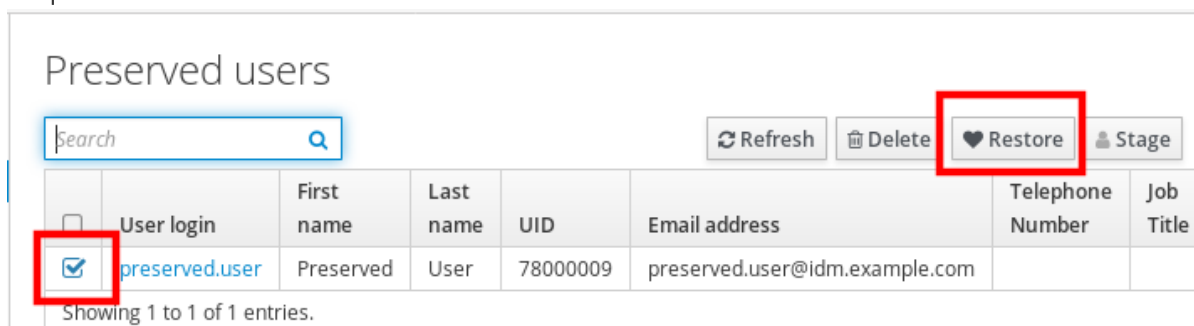 Preserved users
Search Refresh Delete Restore Stage
First Last Telephone Job
User login name name UID Email address Number Title
preserved.user Preserved User 78000009 preserved.user@idm.example.com
Showing 1 to 1 of 1 entries.